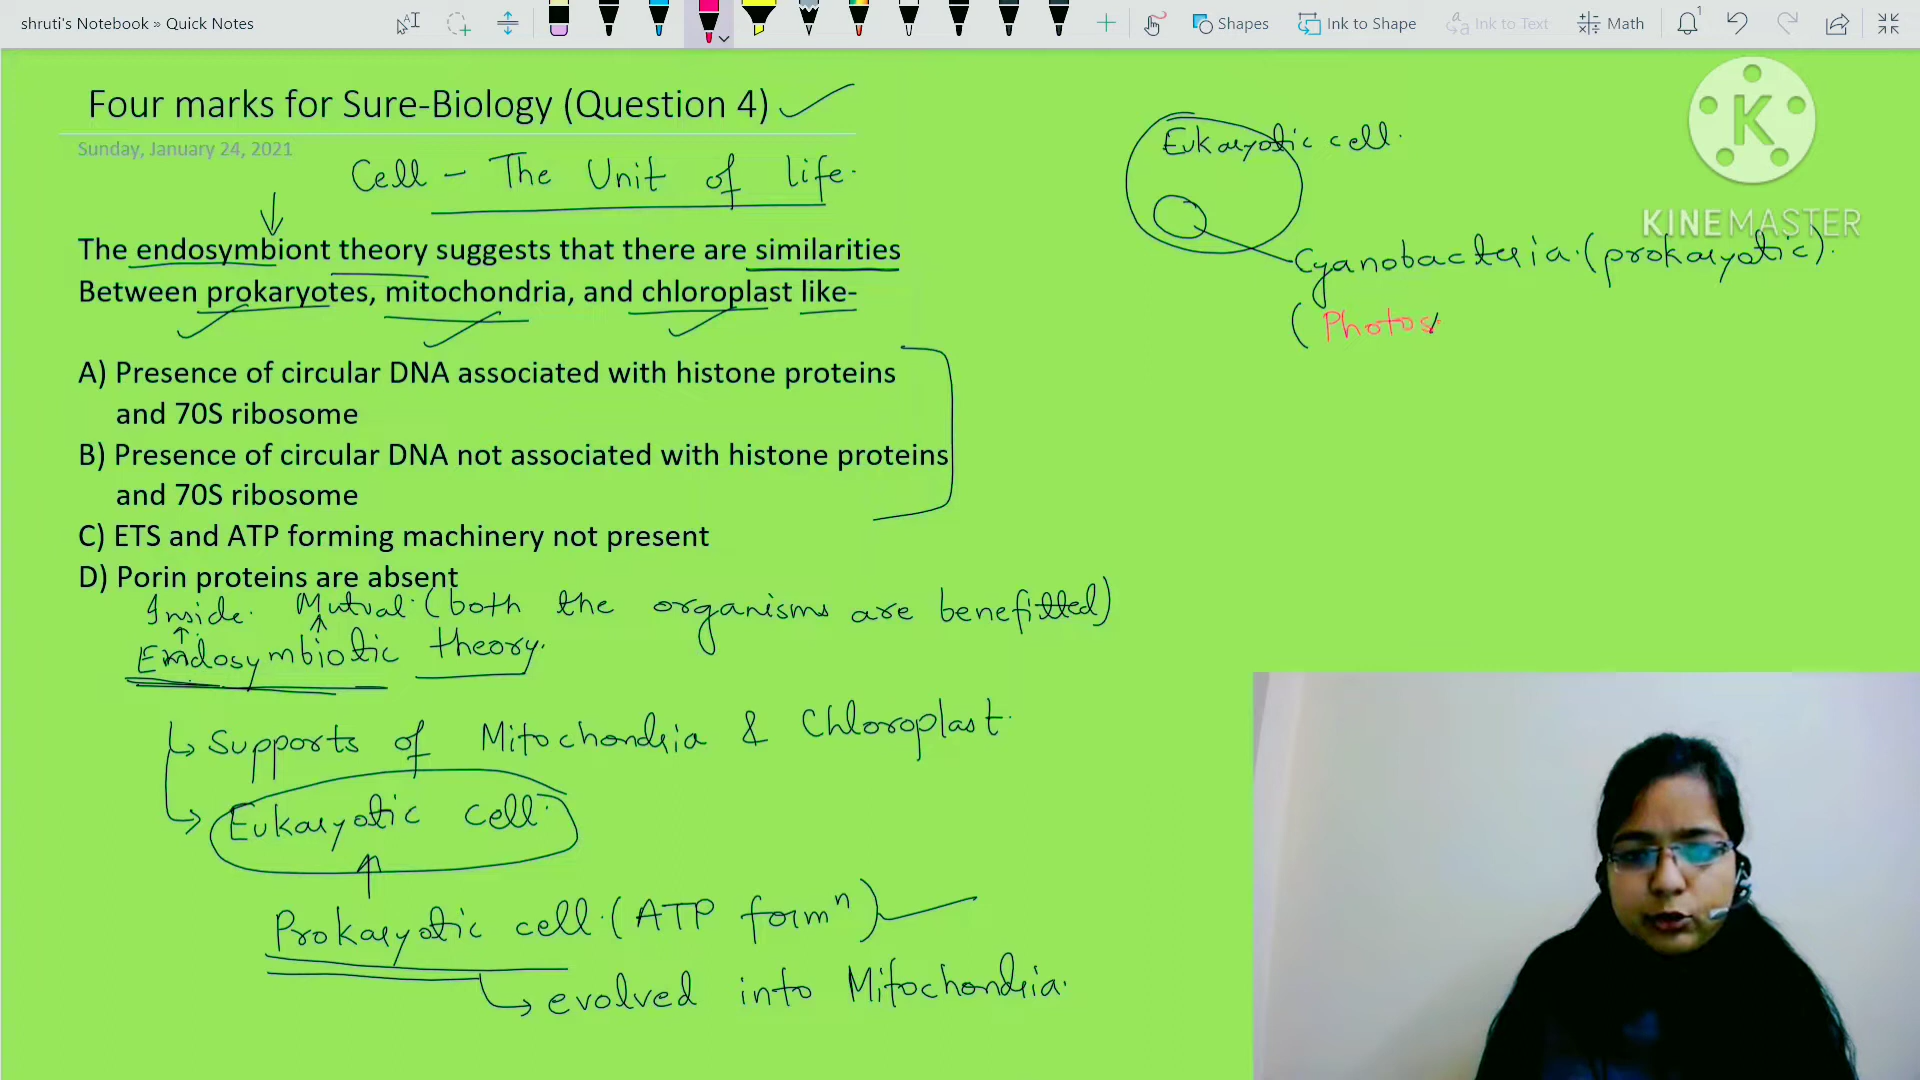 shruti's Notebook » Quick Notes
Shapes
Ink to Shape
Ink to Text
Math
1
Four marks for Sure-Biology (Question 4)
Sunday, January 24, 2021
Cell - The Unit of life.
The endosymbiont theory suggests that there are similarities
Between prokaryotes, mitochondria, and chloroplast like-
A) Presence of circular DNA associated with histone proteins
and 70S ribosome
B) Presence of circular DNA not associated with histone proteins
and 70S ribosome
C) ETS and ATP forming machinery not present
D) Porin proteins are absent
Inside. Mutual. (both the organisms are benefitted)
Endosymbiotic theory.
Supports of Mitochondria & Chloroplast.
Eukaryotic cell.
Prokaryotic cell. (ATP formn)
evolved into Mitochondria.
Eukaryotic cell.
Cyanobacteria. (prokaryotic).
(Photos
K
KINEMASTER